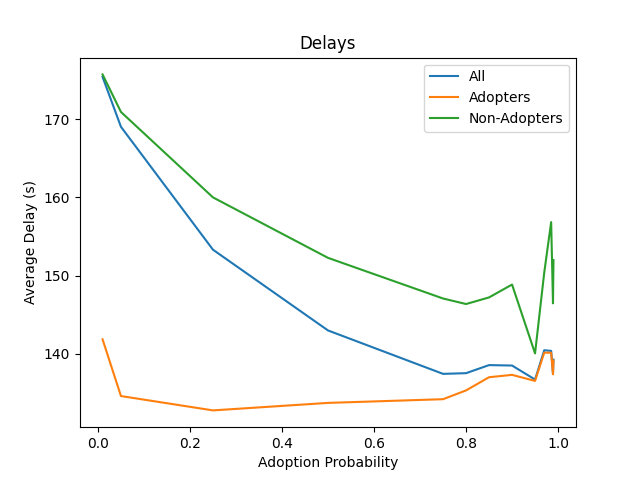 Delays
All
Adopters
Non-Adopters
Average Delay (s)
170
160
150
140
0.0 0.2 0.4 0.6 0.8 1.0
Adoption Probability